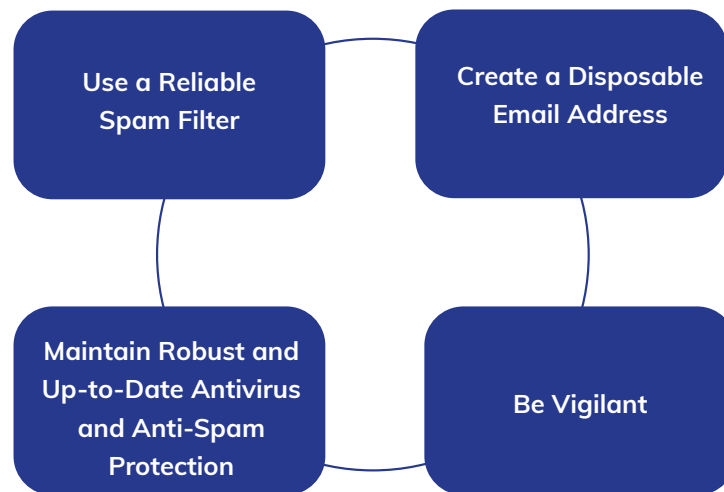 Use a Reliable
Spam Filter
Create a Disposable
Email Address
Maintain Robust and
Up-to-Date Antivirus
and Anti-Spam
Protection
Be Vigilant